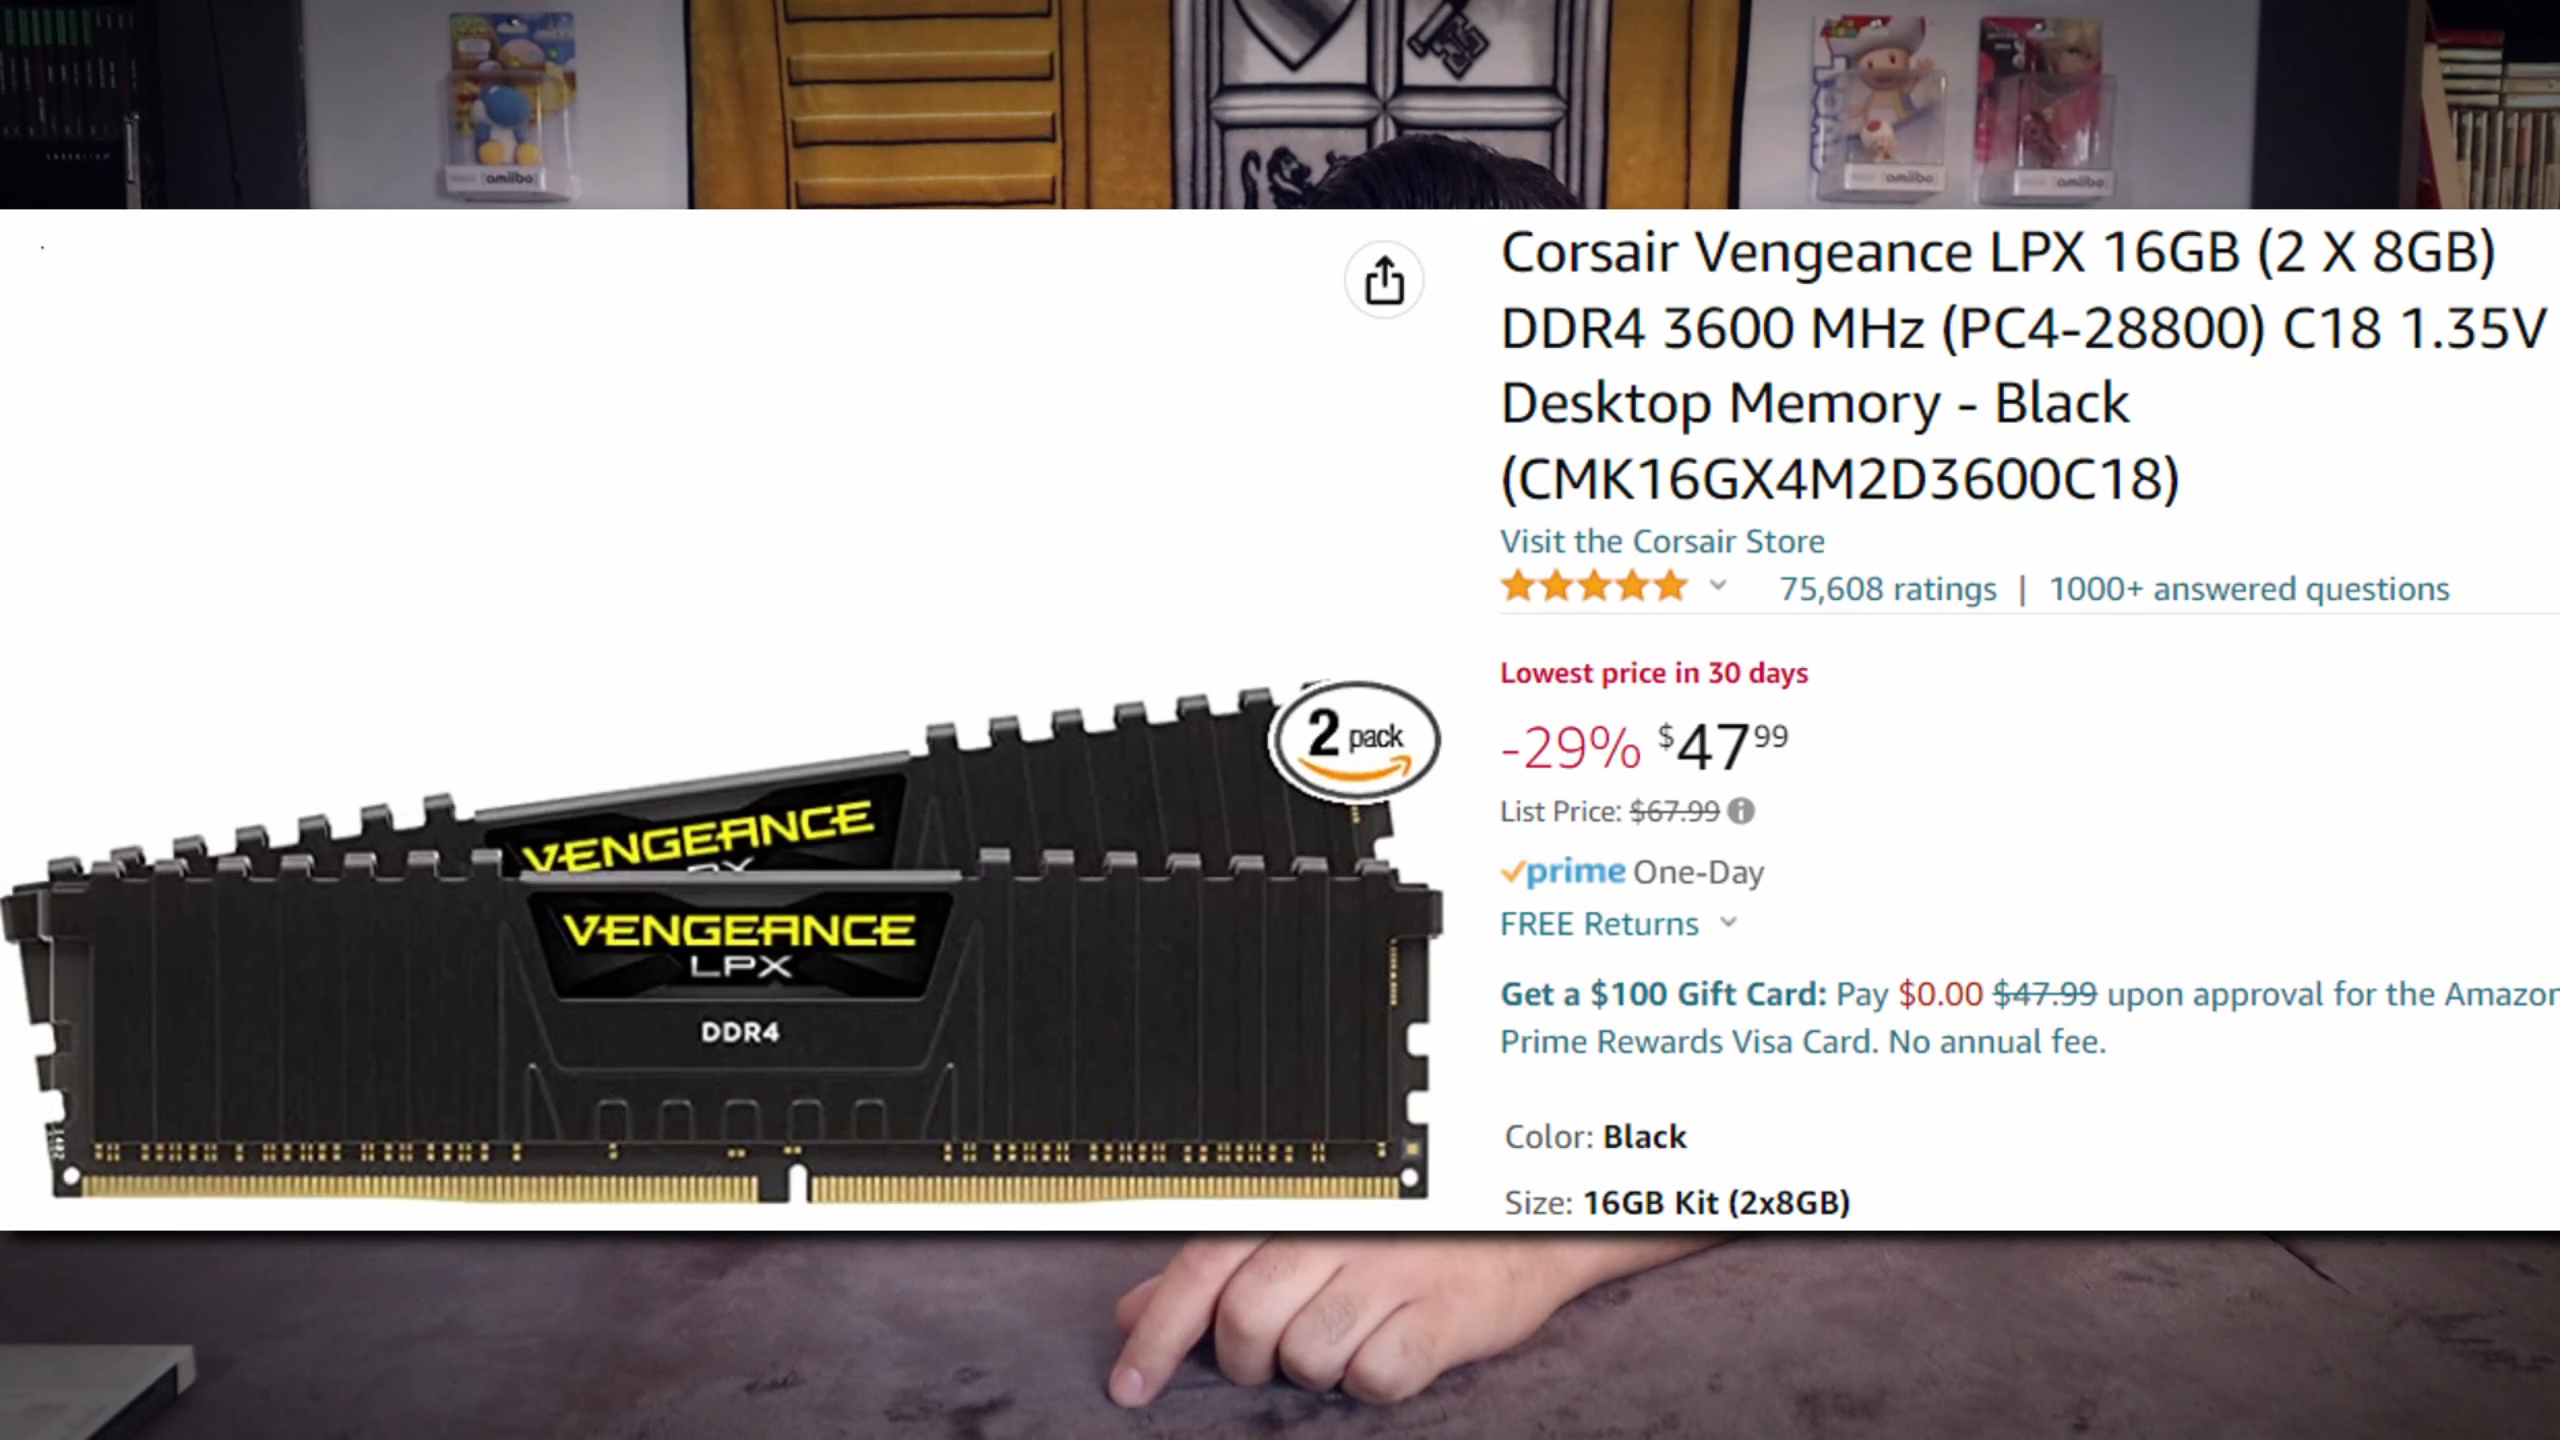 amiibo
amiibo
amiibo
Corsair Vengeance LPX 16GB (2 X 8GB)
DDR4 3600 MHz (PC4-28800) C18 1.35V
Desktop Memory - Black
(CMK16GX4M2D3600C18)
Visit the Corsair Store
75,608 ratings | 1000+ answered questions
Lowest price in 30 days
-29% $47 99
List Price: $67.99
prime One-Day
FREE Returns
Get a $100 Gift Card: Pay $0.00 $47.99 upon approval for the Amazon
Prime Rewards Visa Card. No annual fee.
Color: Black
Size: 16GB Kit (2x8GB)
2 pack
VENGEANCE
VENGEANCE
LPX
DDR4